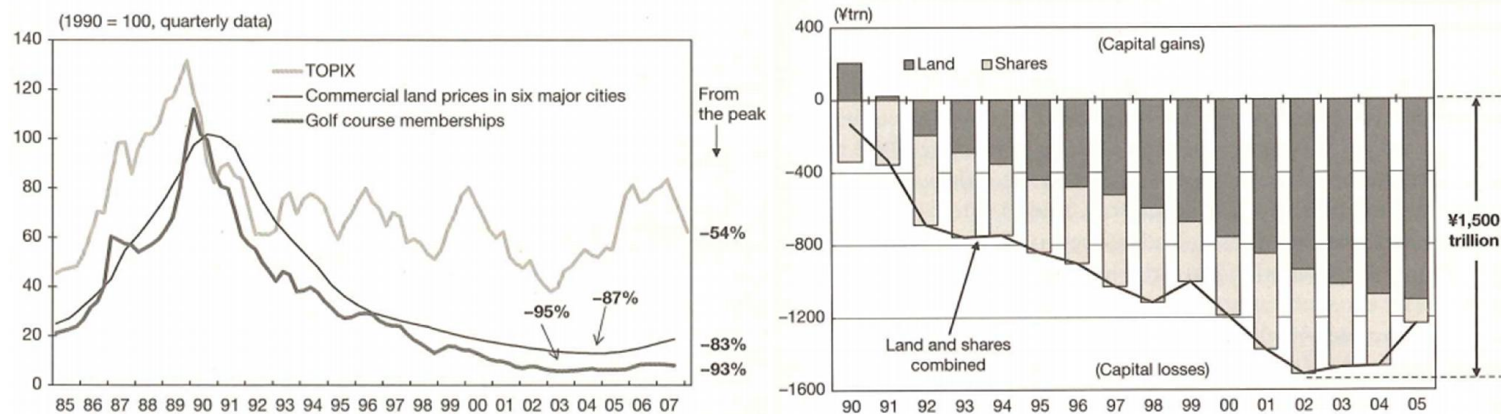 (1990 = 100, quarterly data)
140
120
100
80
60
40
20
0
TOPIX
Commercial land prices in six major cities
Golf course memberships
From
the peak
–54%
–87%
–95%
–83%
–93%
85 86 87 88 89 90 91 92 93 94 95 96 97 98 99 00 01 02 03 04 05 06 07
(¥trn)
400
0
–400
–800
–1200
–1600
(Capital gains)
Land Shares
¥1,500
trillion
Land and shares
combined
(Capital losses)
90 91 92 93 94 95 96 97 98 99 00 01 02 03 04 05